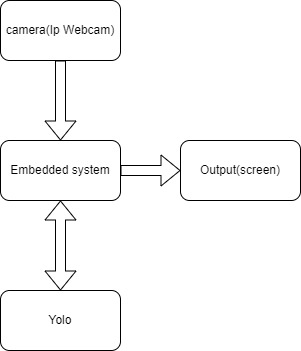 camera(Ip Webcam)
Embedded system
Output(screen)
Yolo